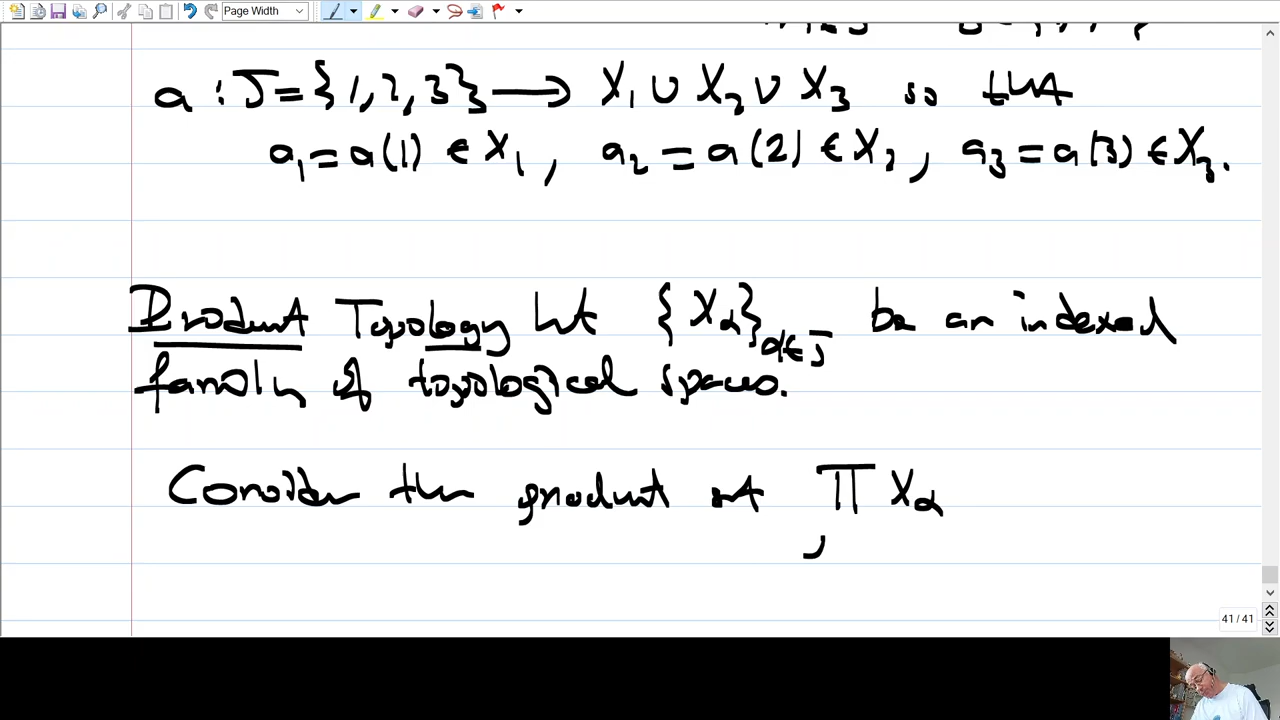 Page Width
a : J = {1, 2, 3} → X₁ ∪ X₂ ∪ X₃ so that
a₁ = a(1) ∈ X₁, a₂ = a(2) ∈ X₂, a₃ = a(3) ∈ X₃.
Product Topology Let {X_α}_{α∈J} be an indexed
family of topological spaces.
Consider the product set ∏ X_α
41 / 41